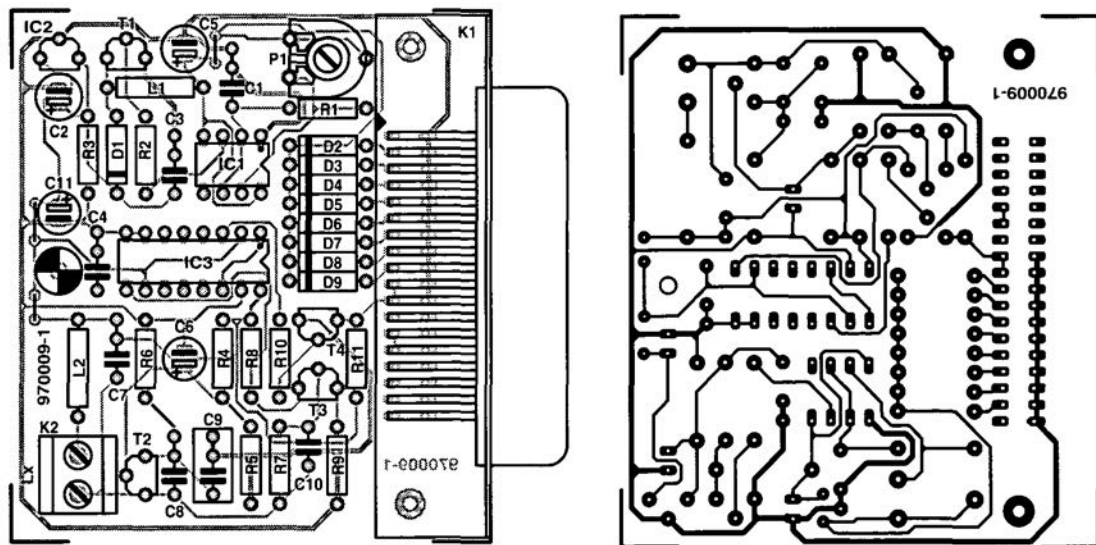 IC2
T1
C5
K1
P1
L1
C1
C2
C3
R1
R3
D1
R2
IC1
D2
D3
D4
D5
D6
D7
D8
D9
C11
C4
IC3
970009-1
L2
C7
R6
C6
R4
R8
R10
T4
R11
T3
K2
T2
C9
R5
R7
C10
R9
LX
C8
970009-1
970009-1